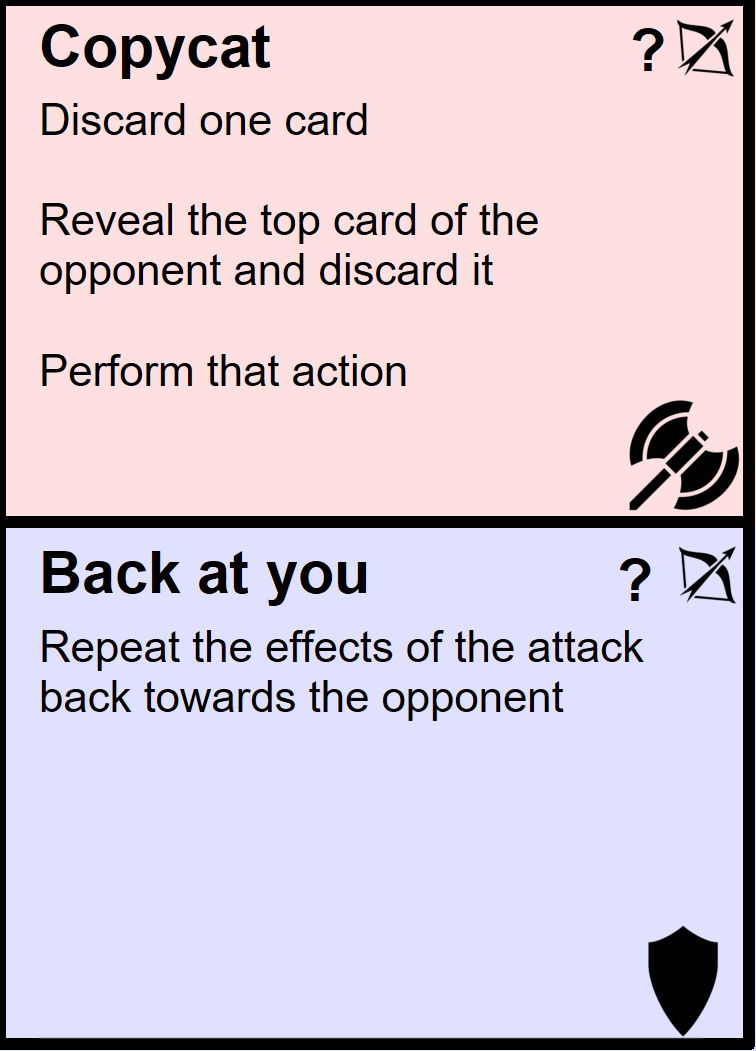 Copycat ?
Discard one card
Reveal the top card of the
opponent and discard it
Perform that action
Back at you ?
Repeat the effects of the attack
back towards the opponent